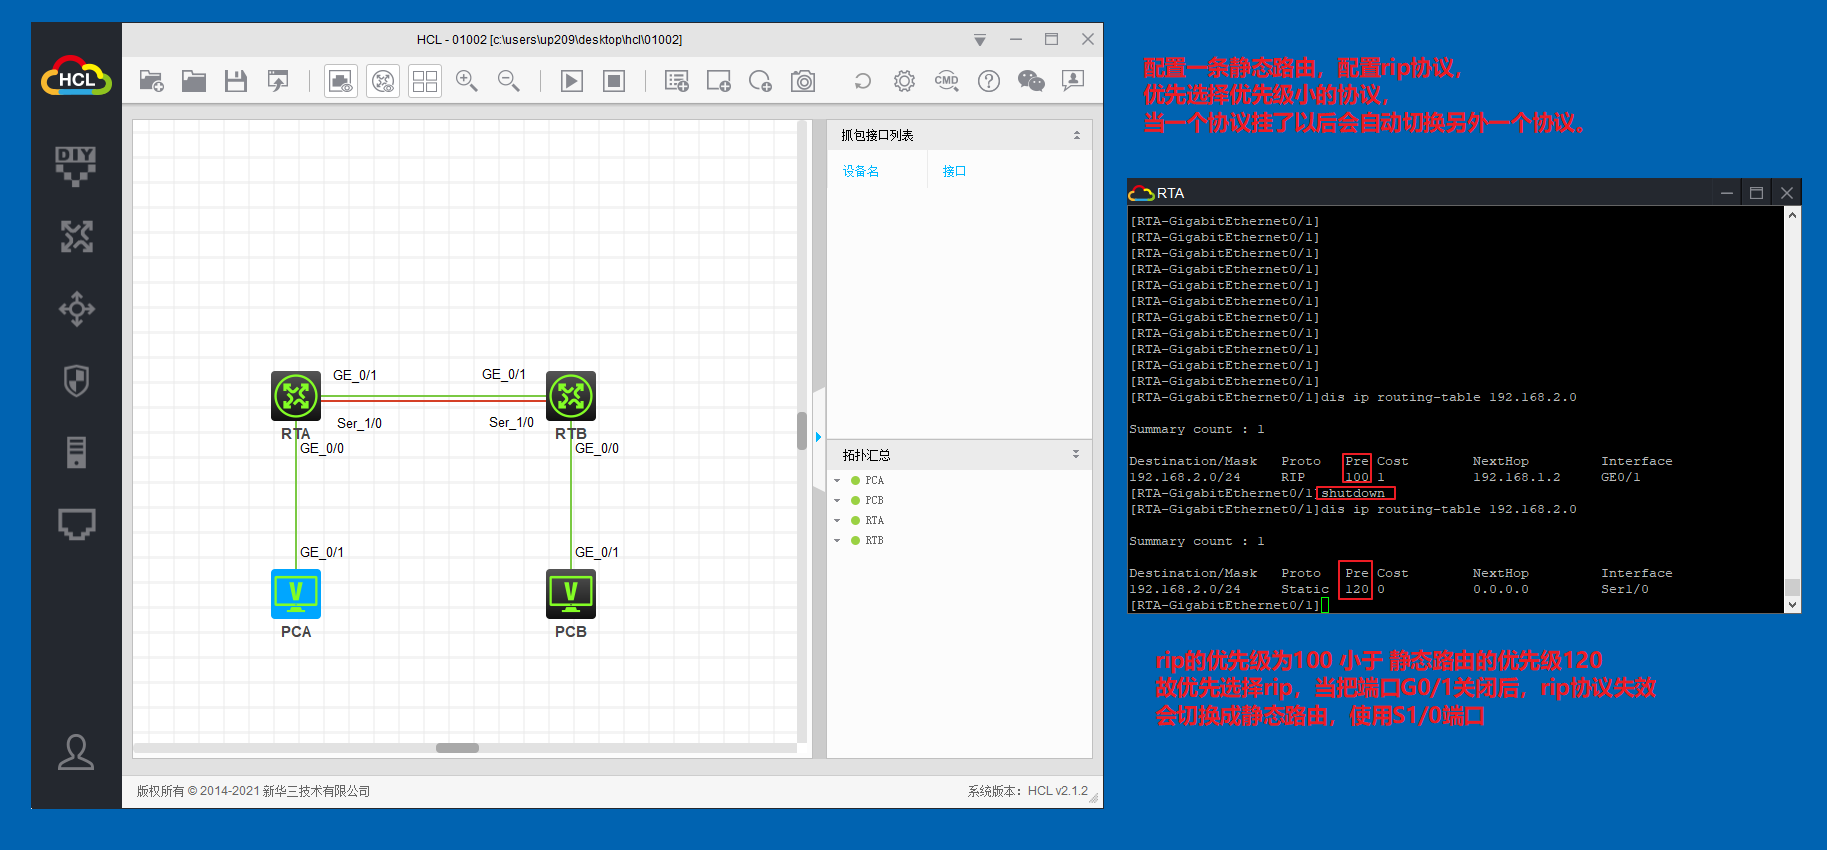 HCL - 01002 [c:\users\up209\desktop\hcl\01002]
HCL
DIY
CMD
抓包接口列表
设备名 接口
GE_0/1 GE_0/1
Ser_1/0 Ser_1/0
RTA RTB
GE_0/0 GE_0/0
GE_0/1 GE_0/1
V V
PCA PCB
拓扑汇总
PCA
PCB
RTA
RTB
版权所有 © 2014-2021 新华三技术有限公司
系统版本：HCL v2.1.2
配置一条静态路由，配置rip协议，
优先选择优先级小的协议，
当一个协议挂了以后会自动切换另外一个协议。
RTA
[RTA-GigabitEthernet0/1]
[RTA-GigabitEthernet0/1]
[RTA-GigabitEthernet0/1]
[RTA-GigabitEthernet0/1]
[RTA-GigabitEthernet0/1]
[RTA-GigabitEthernet0/1]
[RTA-GigabitEthernet0/1]
[RTA-GigabitEthernet0/1]
[RTA-GigabitEthernet0/1]
[RTA-GigabitEthernet0/1]
[RTA-GigabitEthernet0/1]
[RTA-GigabitEthernet0/1]dis ip routing-table 192.168.2.0
Summary count : 1
Destination/Mask Proto Pre Cost NextHop Interface
192.168.2.0/24 RIP 100 1 192.168.1.2 GE0/1
[RTA-GigabitEthernet0/1]shutdown
[RTA-GigabitEthernet0/1]dis ip routing-table 192.168.2.0
Summary count : 1
Destination/Mask Proto Pre Cost NextHop Interface
192.168.2.0/24 Static 120 0 0.0.0.0 Ser1/0
[RTA-GigabitEthernet0/1]
rip的优先级为100 小于 静态路由的优先级120
故优先选择rip，当把端口G0/1关闭后，rip协议失效
会切换成静态路由，使用S1/0端口